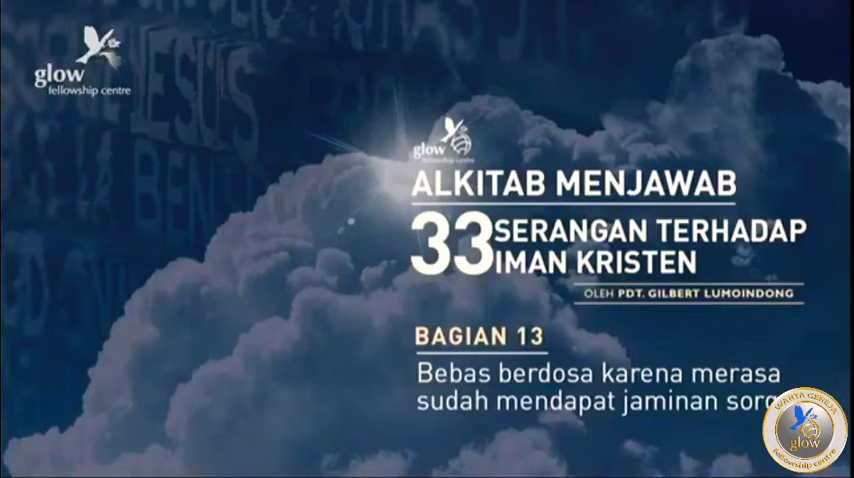 glow
fellowship centre
JESUS
glow
fellowship centre
ALKITAB MENJAWAB
33 SERANGAN TERHADAP
IMAN KRISTEN
OLEH PDT. GILBERT LUMOINDONG
BAGIAN 13
Bebas berdosa karena merasa
sudah mendapat jaminan
WARTA GEREJA
glow
fellowship centre